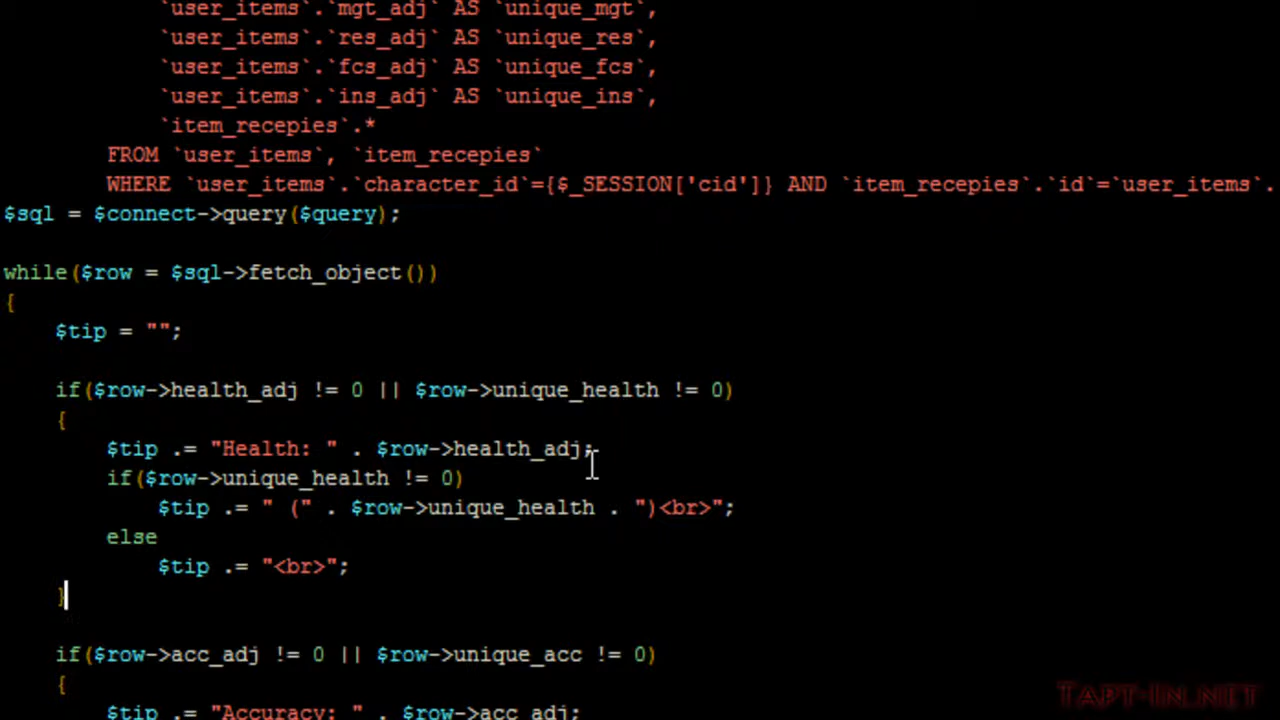 `user_items`.`mgt_adj` AS `unique_mgt`,
`user_items`.`res_adj` AS `unique_res`,
`user_items`.`fcs_adj` AS `unique_fcs`,
`user_items`.`ins_adj` AS `unique_ins`,
`item_recepies`.*
FROM `user_items`, `item_recepies`
WHERE `user_items`.`character_id`={$_SESSION['cid']} AND `item_recepies`.`id`=`user_items`.
$sql = $connect->query($query);
while($row = $sql->fetch_object())
{
$tip = "";
if($row->health_adj != 0 || $row->unique_health != 0)
{
$tip .= "Health: " . $row->health_adj;
if($row->unique_health != 0)
$tip .= " (" . $row->unique_health . ")<br>";
else
$tip .= "<br>";
}
if($row->acc_adj != 0 || $row->unique_acc != 0)
{
$tip .= "Accuracy: " . $row->acc_adj;
Tapt-In.net